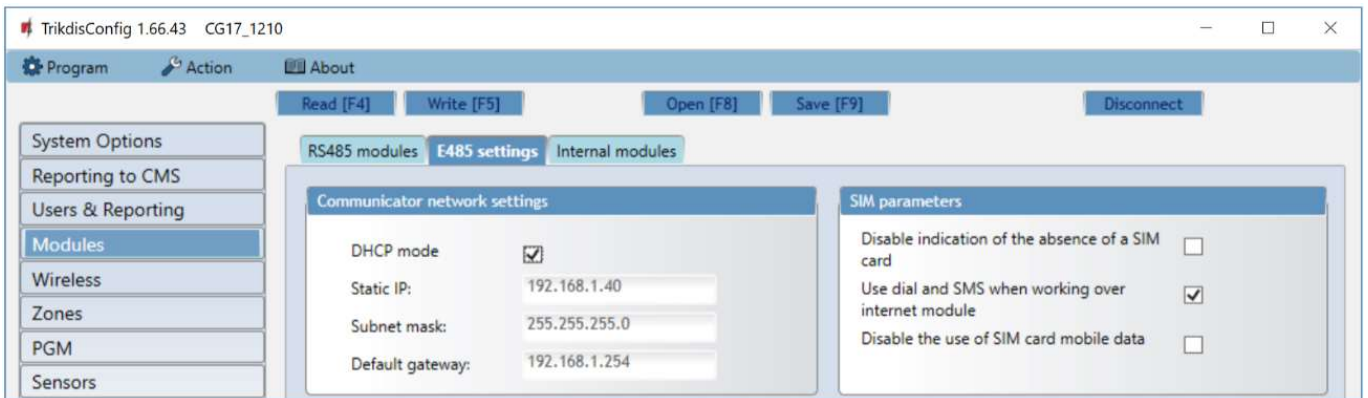 TrikdisConfig 1.66.43 CG17_1210
Program Action About
Read [F4] Write [F5] Open [F8] Save [F9] Disconnect
System Options
Reporting to CMS
Users & Reporting
Modules
Wireless
Zones
PGM
Sensors
RS485 modules E485 settings Internal modules
Communicator network settings
DHCP mode
Static IP: 192.168.1.40
Subnet mask: 255.255.255.0
Default gateway: 192.168.1.254
SIM parameters
Disable indication of the absence of a SIM
card
Use dial and SMS when working over
internet module
Disable the use of SIM card mobile data